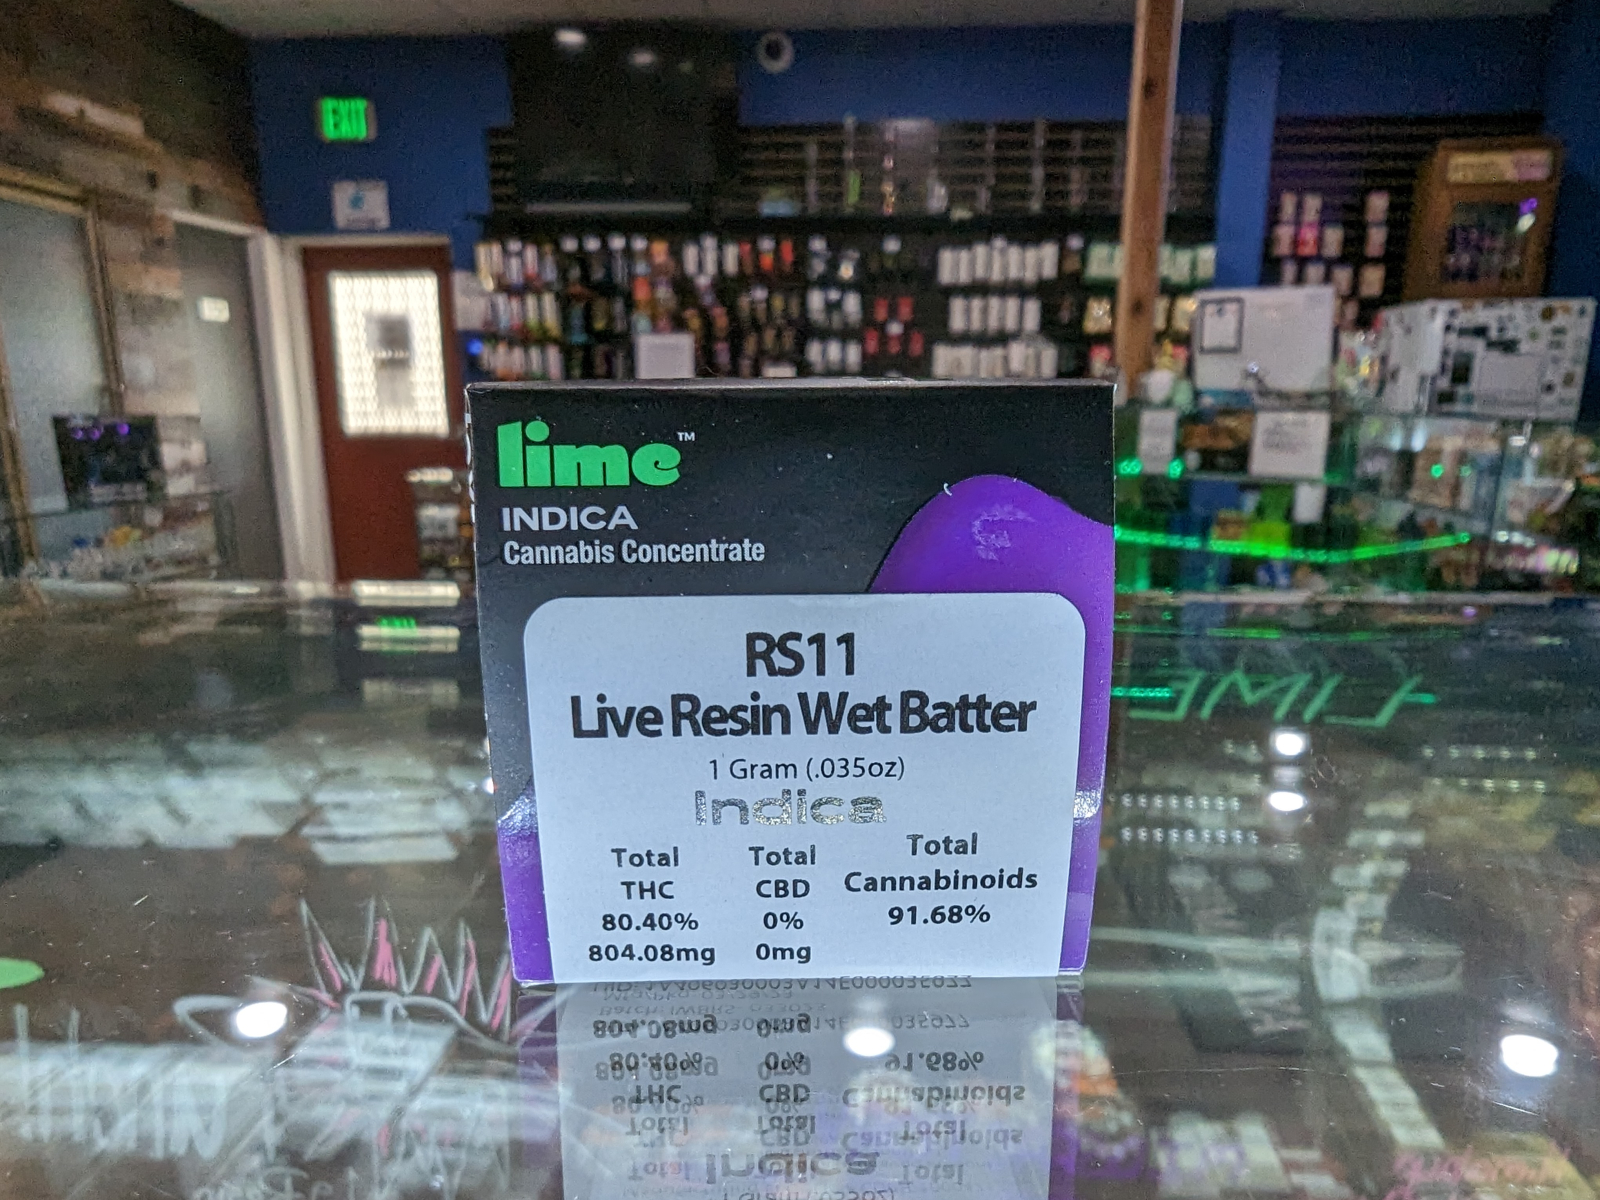 EXIT
lime™
INDICA
Cannabis Concentrate
RS11
Live Resin Wet Batter
1 Gram (.035oz)
Indica
Total THC 80.40% 804.08mg
Total CBD 0% 0mg
Total Cannabinoids 91.68%